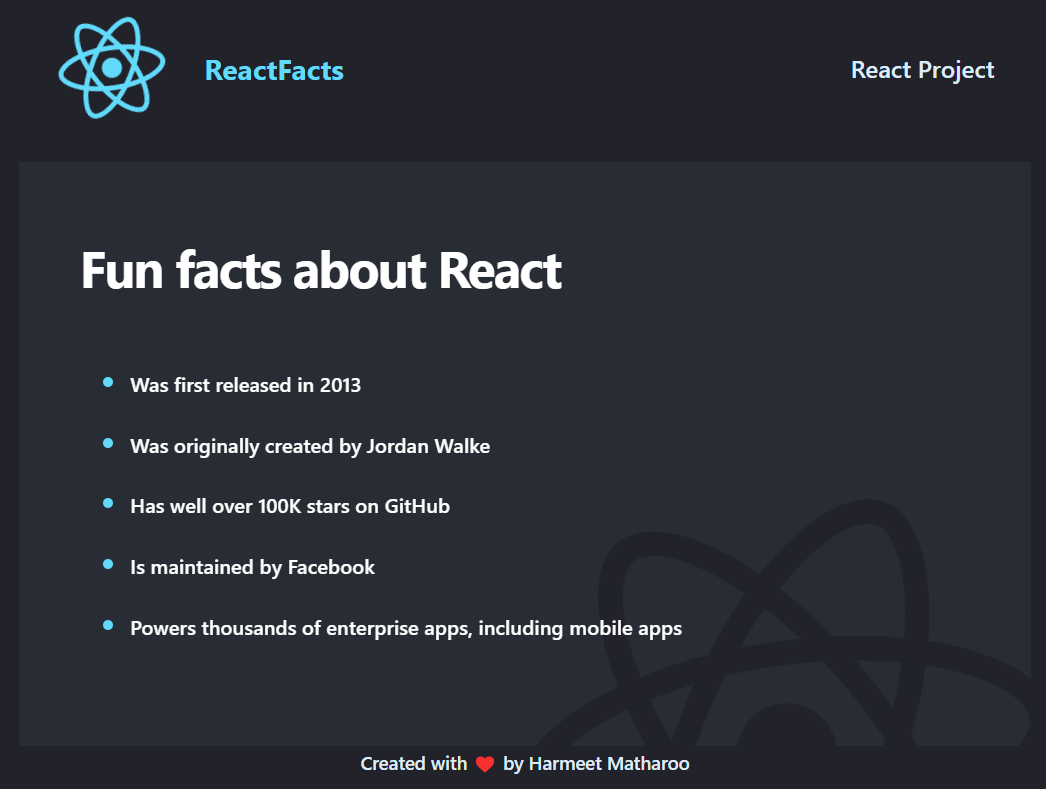 ReactFacts
React Project
Fun facts about React
Was first released in 2013
Was originally created by Jordan Walke
Has well over 100K stars on GitHub
Is maintained by Facebook
Powers thousands of enterprise apps, including mobile apps
Created with ❤️ by Harmeet Matharoo